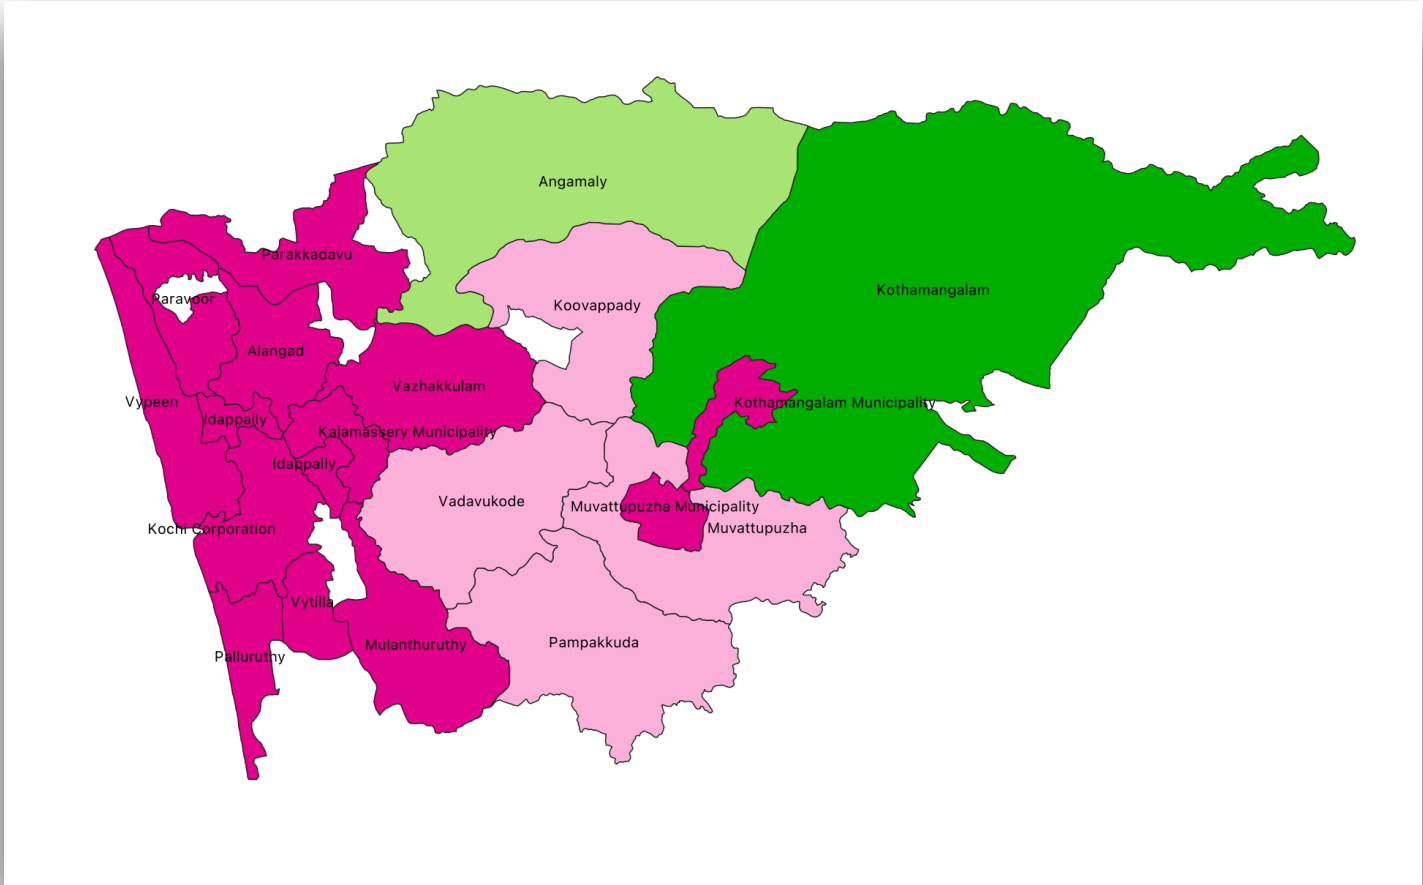 Angamaly
Parakkadavu
Kothamangalam
Paravoor
Koovappady
Alangad
Vazhakkulam
Vypeen
Kothamangalam Municipality
Idappally
Kalamassery Municipality
Idappally
Vadavukode
Muvattupuzha Municipality
Kochi Corporation
Muvattupuzha
Vytilla
Mulanthuruthy
Pampakkuda
Palluruthy